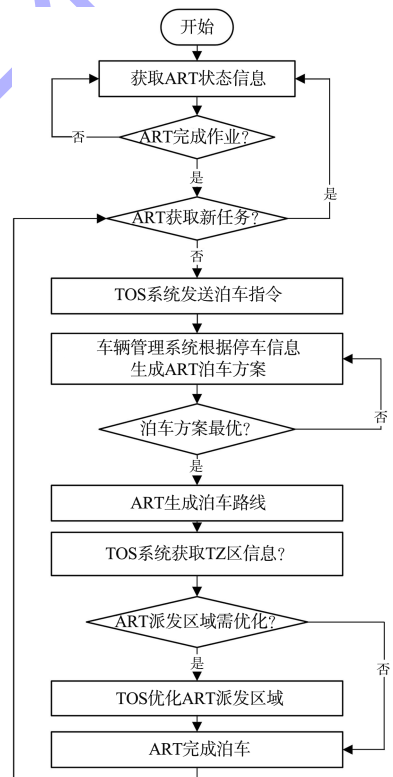 开始
获取ART状态信息
ART完成作业?
否
是
ART获取新任务?
是
否
TOS系统发送泊车指令
车辆管理系统根据停车信息
生成ART泊车方案
泊车方案最优?
否
是
ART生成泊车路线
TOS系统获取TZ区信息?
ART派发区域需优化?
是
否
TOS优化ART派发区域
ART完成泊车